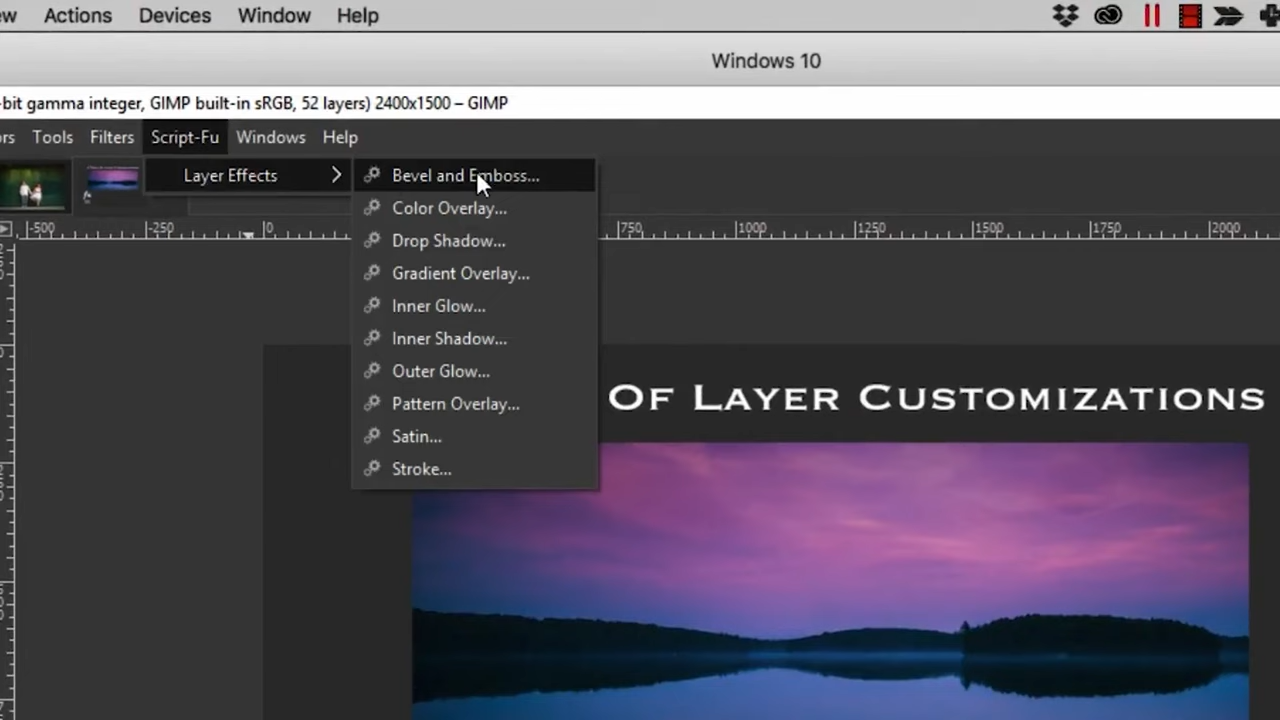 ew Actions Devices Window Help
Windows 10
-bit gamma integer, GIMP built-in sRGB, 52 layers) 2400x1500 – GIMP
ors Tools Filters Script-Fu Windows Help
Layer Effects
Bevel and Emboss...
Color Overlay...
Drop Shadow...
Gradient Overlay...
Inner Glow...
Inner Shadow...
Outer Glow...
Pattern Overlay...
Satin...
Stroke...
-500 -250 0 750 1000 1250 1500 1750 2000
Of Layer Customizations